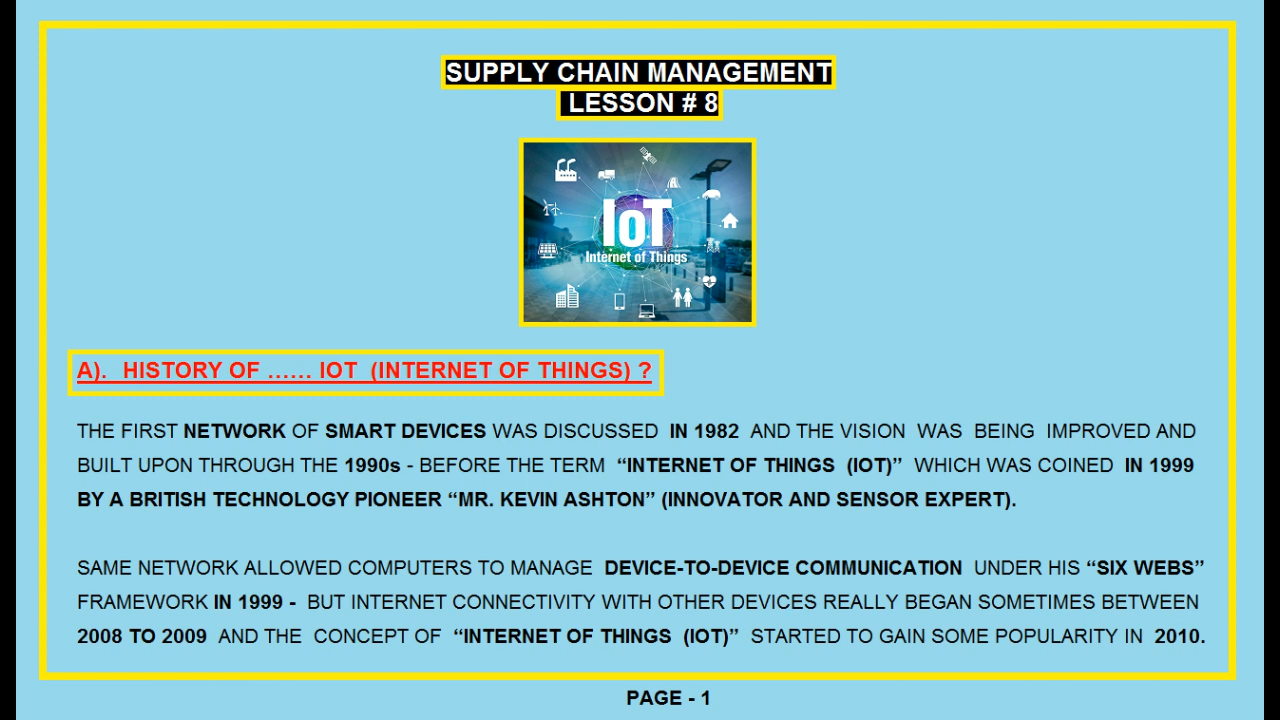 SUPPLY CHAIN MANAGEMENT
LESSON # 8
IoT
Internet of Things
A). HISTORY OF ...... IOT (INTERNET OF THINGS) ?
THE FIRST NETWORK OF SMART DEVICES WAS DISCUSSED IN 1982 AND THE VISION WAS BEING IMPROVED AND
BUILT UPON THROUGH THE 1990s - BEFORE THE TERM “INTERNET OF THINGS (IOT)” WHICH WAS COINED IN 1999
BY A BRITISH TECHNOLOGY PIONEER “MR. KEVIN ASHTON” (INNOVATOR AND SENSOR EXPERT).
SAME NETWORK ALLOWED COMPUTERS TO MANAGE DEVICE-TO-DEVICE COMMUNICATION UNDER HIS “SIX WEBS”
FRAMEWORK IN 1999 - BUT INTERNET CONNECTIVITY WITH OTHER DEVICES REALLY BEGAN SOMETIMES BETWEEN
2008 TO 2009 AND THE CONCEPT OF “INTERNET OF THINGS (IOT)” STARTED TO GAIN SOME POPULARITY IN 2010.
PAGE - 1